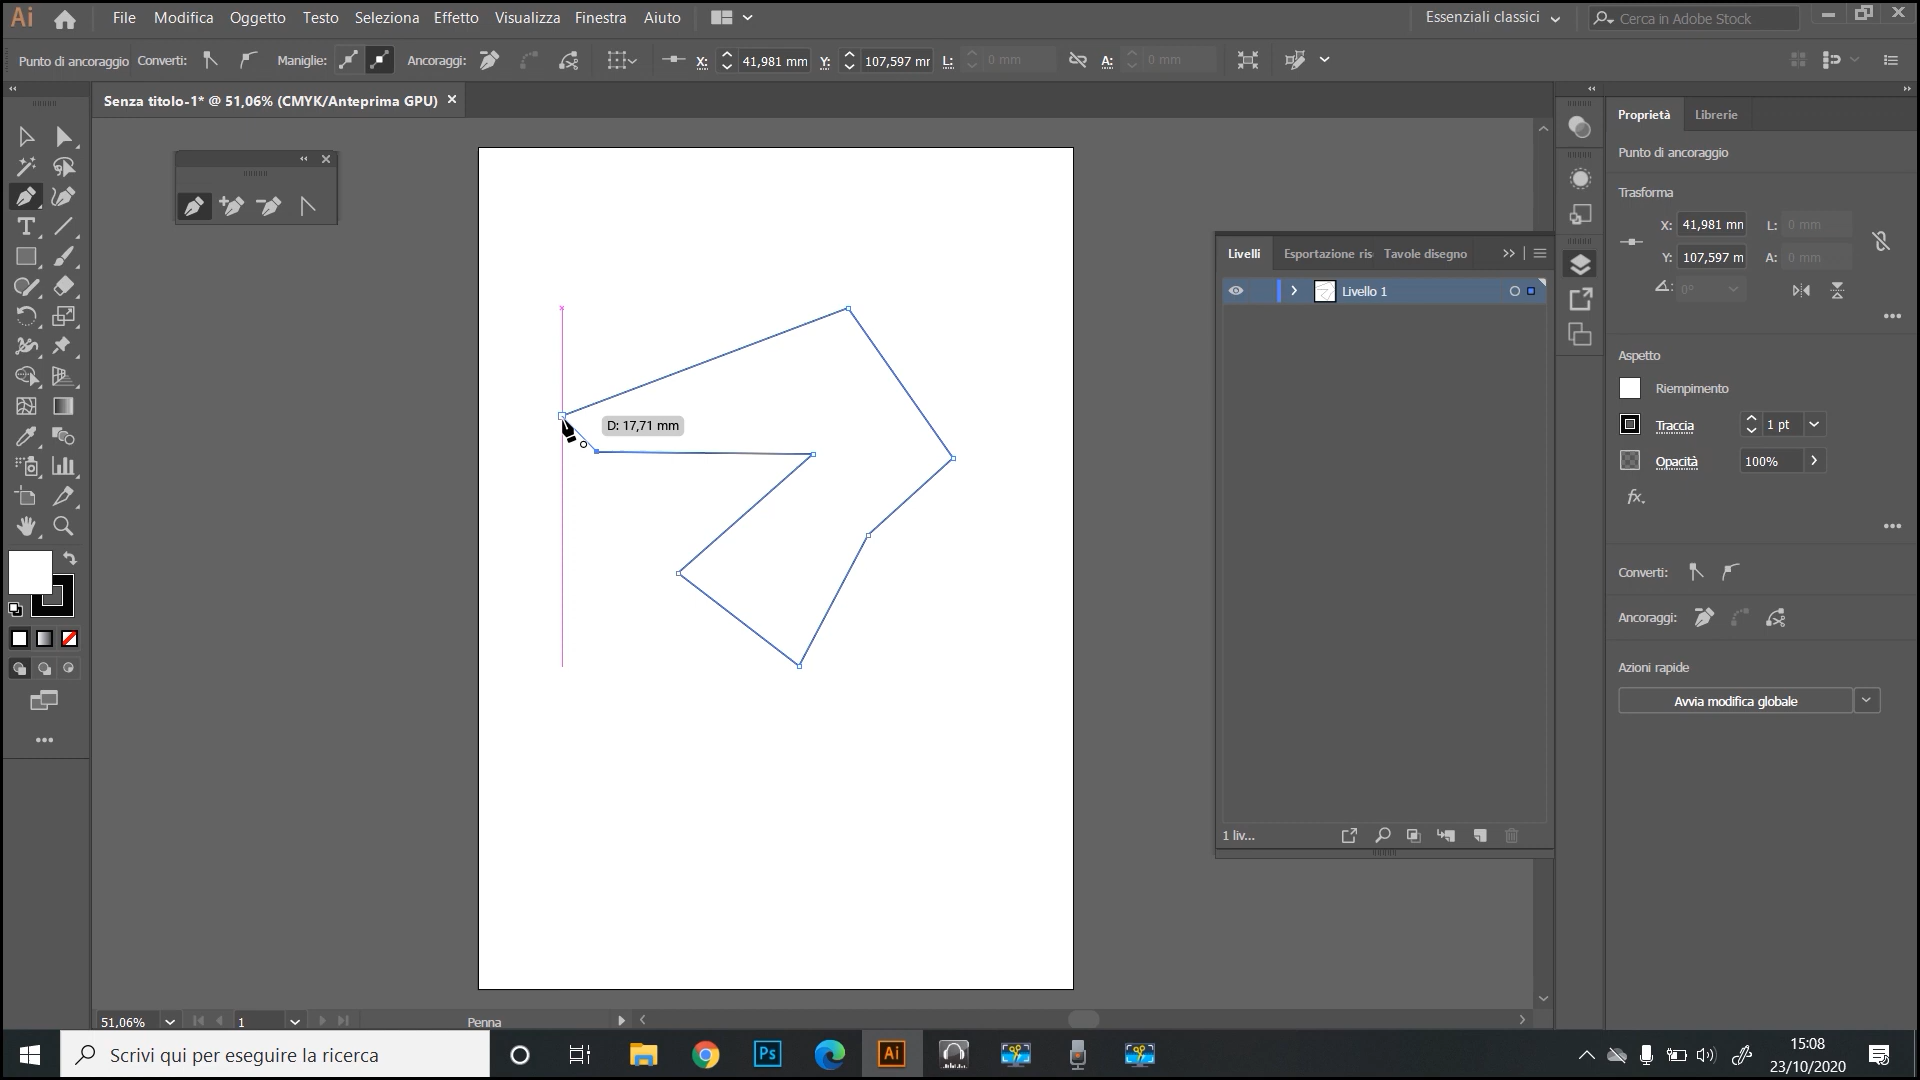 Ai File Modifica Oggetto Testo Seleziona Effetto Visualizza Finestra Aiuto Essenziali classici Cerca in Adobe Stock
Punto di ancoraggio Converti: Maniglie: Ancoraggi: X: 41,981 mm Y: 107,597 mr L: 0 mm A: 0 mm
Senza titolo-1* @ 51,06% (CMYK/Anteprima GPU)
Proprietà Librerie
Punto di ancoraggio
Trasforma
X: 41,981 mn L: 0 mm
Y: 107,597 m A: 0 mm
0°
Livelli Esportazione ris Tavole disegno
Livello 1
D: 17,71 mm
Aspetto
Riempimento
Traccia 1 pt
Opacità 100%
fx.
Converti:
Ancoraggi:
Azioni rapide
Avvia modifica globale
1 liv...
51,06% 1 Penna
Scrivi qui per eseguire la ricerca
Ps Ai
15:08
23/10/2020